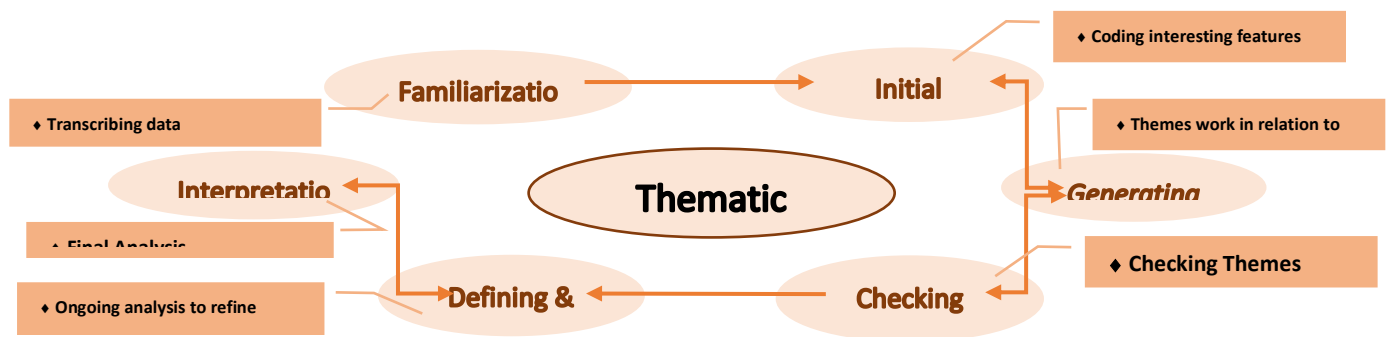 ♦ Coding interesting features
Familiarizatio
Initial
♦ Transcribing data
♦ Themes work in relation to
Interpretatio
Thematic
Generating
♦ Final Analysis
♦ Checking Themes
♦ Ongoing analysis to refine
Defining &
Checking